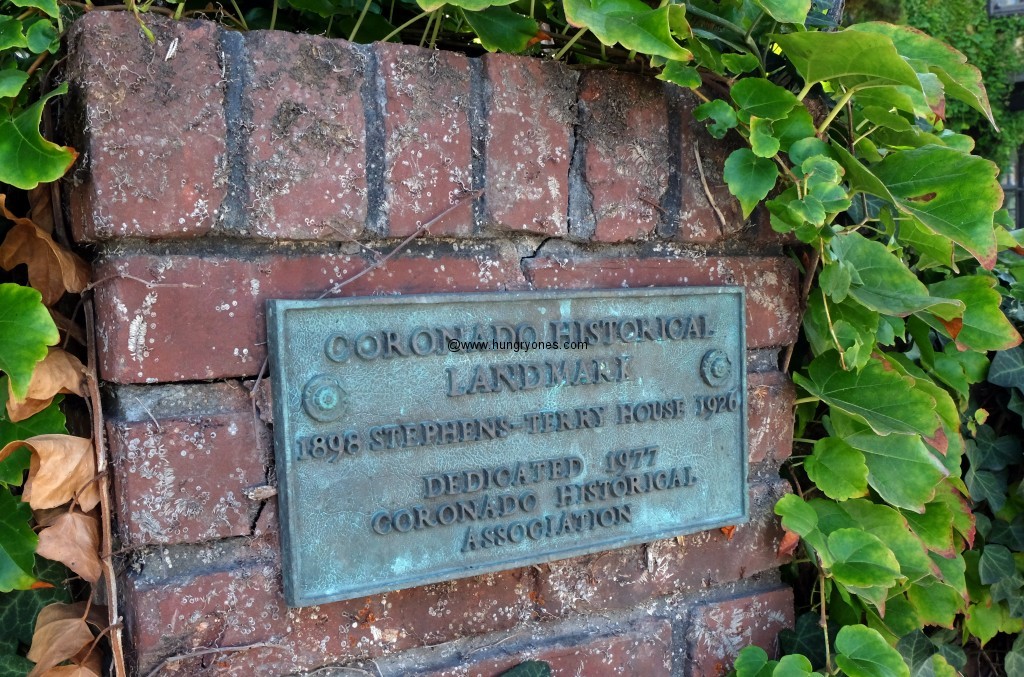 CORONADO HISTORICAL
@www.hungryones.com
LANDMARK
1898 STEPHENS-TERRY HOUSE 1926
DEDICATED 1977
CORONADO HISTORICAL
ASSOCIATION